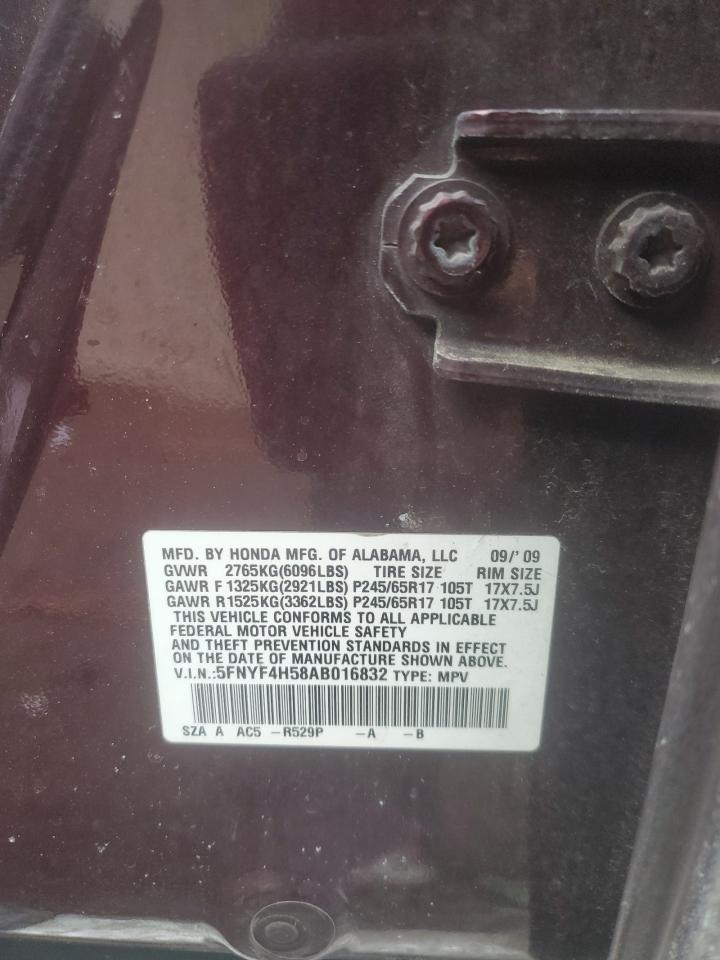 MFD. BY HONDA MFG. OF ALABAMA, LLC 09/'09
GVWR 2765KG(6096LBS) TIRE SIZE RIM SIZE
GAWR F 1325KG(2921LBS) P245/65R17 105T 17X7.5J
GAWR R 1525KG(3362LBS) P245/65R17 105T 17X7.5J
THIS VEHICLE CONFORMS TO ALL APPLICABLE
FEDERAL MOTOR VEHICLE SAFETY
AND THEFT PREVENTION STANDARDS IN EFFECT
ON THE DATE OF MANUFACTURE SHOWN ABOVE.
V.I.N.:5FNYF4H58AB016832 TYPE: MPV
SZA A AC5 -R529P -A -B